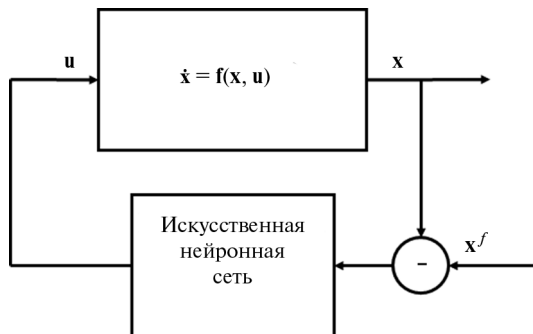 u
ẋ = f(x, u)
x
Искусственная
нейронная
сеть
-
x^f